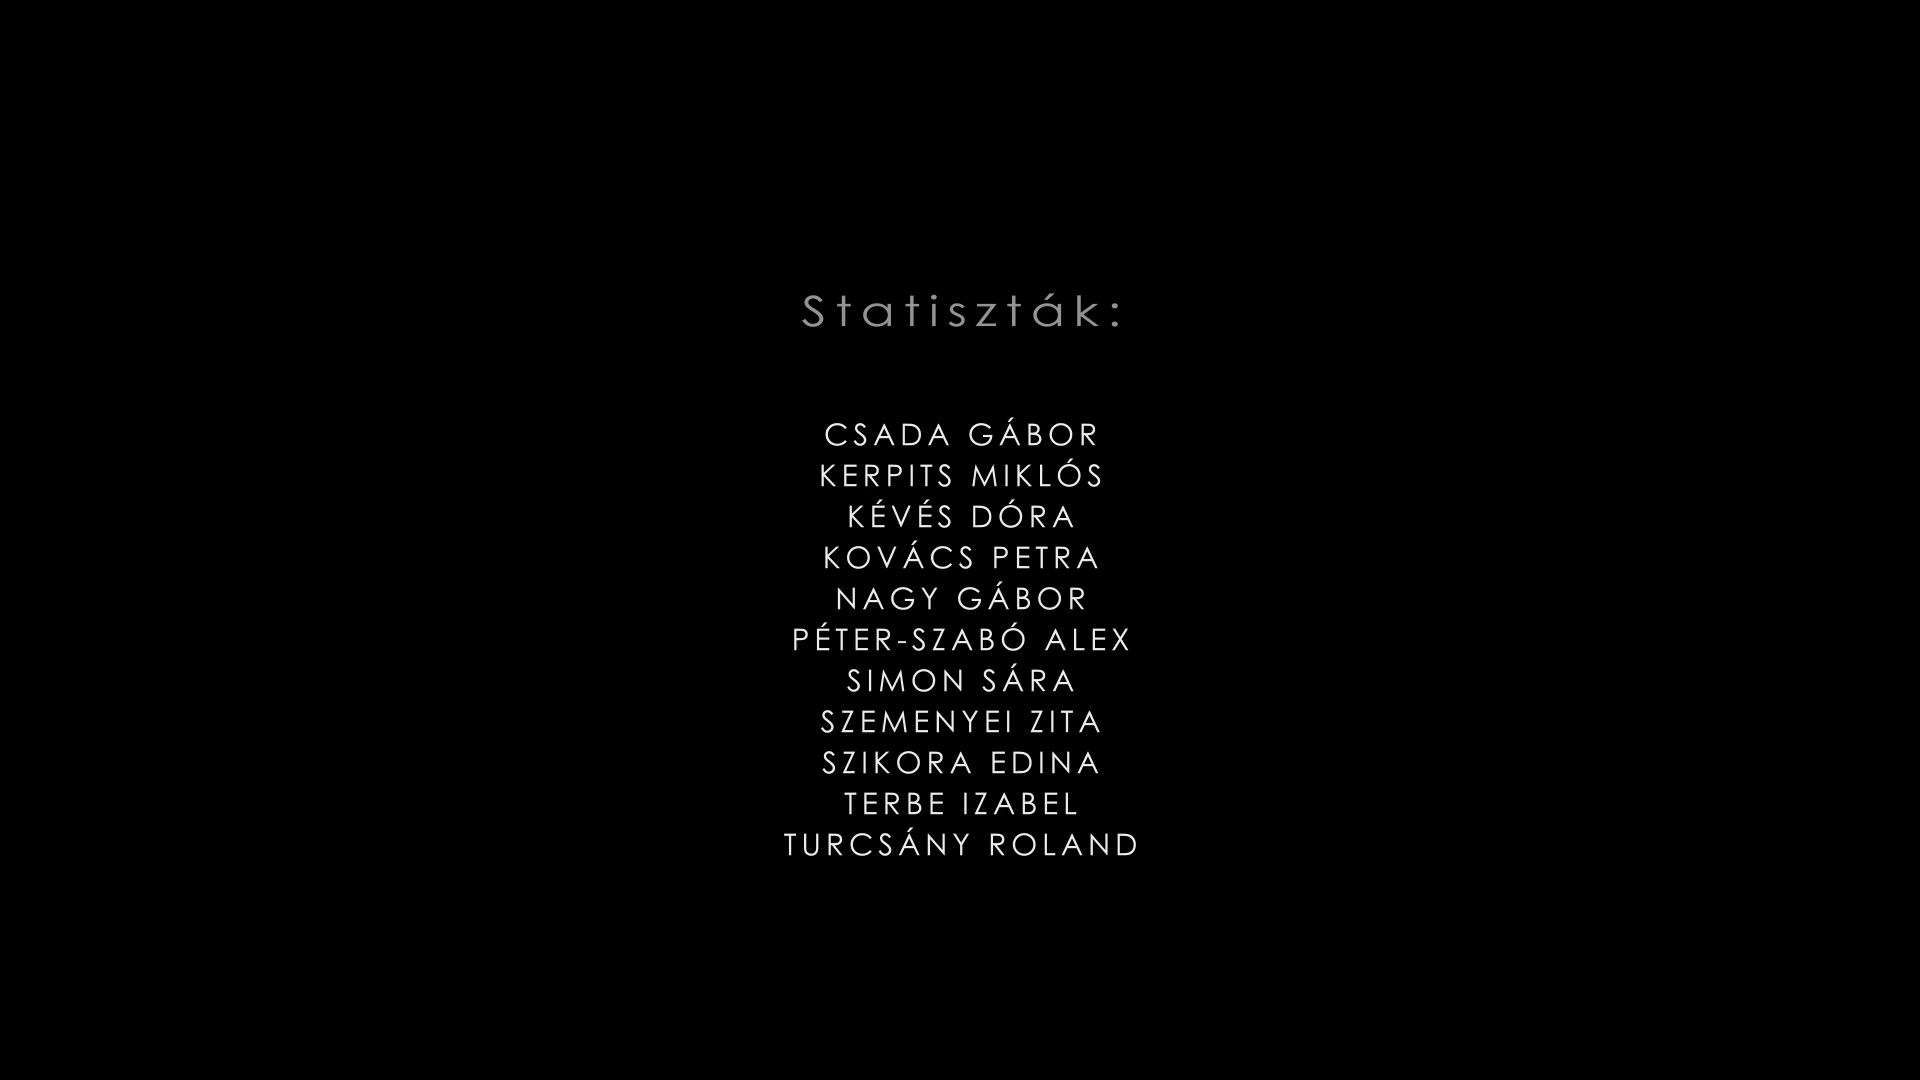 Statiszták:
CSADA GÁBOR
KERPITS MIKLÓS
KÉVÉS DÓRA
KOVÁCS PETRA
NAGY GÁBOR
PÉTER-SZABÓ ALEX
SIMON SÁRA
SZEMENYEI ZITA
SZIKORA EDINA
TERBE IZABEL
TURCSÁNY ROLAND